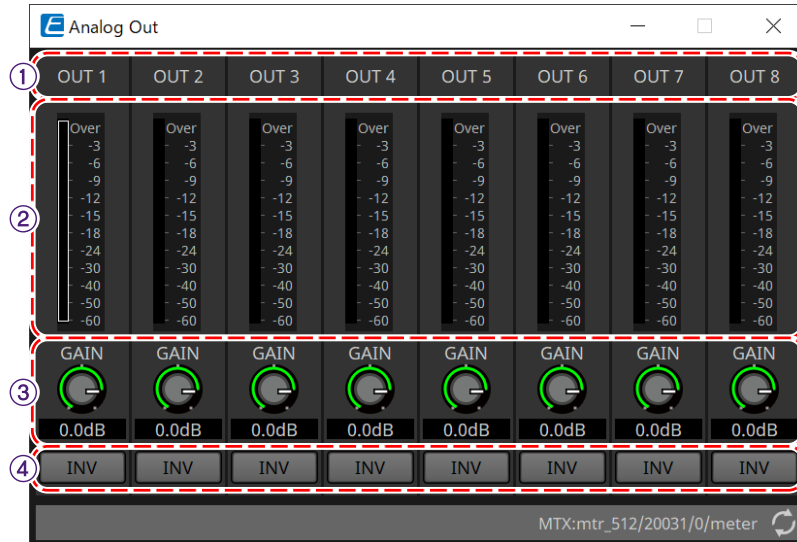 E Analog Out
① OUT 1 OUT 2 OUT 3 OUT 4 OUT 5 OUT 6 OUT 7 OUT 8
② Over Over Over Over Over Over Over Over
-3 -3 -3 -3 -3 -3 -3 -3
-6 -6 -6 -6 -6 -6 -6 -6
-9 -9 -9 -9 -9 -9 -9 -9
-12 -12 -12 -12 -12 -12 -12 -12
-15 -15 -15 -15 -15 -15 -15 -15
-18 -18 -18 -18 -18 -18 -18 -18
-24 -24 -24 -24 -24 -24 -24 -24
-30 -30 -30 -30 -30 -30 -30 -30
-40 -40 -40 -40 -40 -40 -40 -40
-50 -50 -50 -50 -50 -50 -50 -50
-60 -60 -60 -60 -60 -60 -60 -60
③ GAIN GAIN GAIN GAIN GAIN GAIN GAIN GAIN
0.0dB 0.0dB 0.0dB 0.0dB 0.0dB 0.0dB 0.0dB 0.0dB
④ INV INV INV INV INV INV INV INV
MTX:mtr_512/20031/0/meter